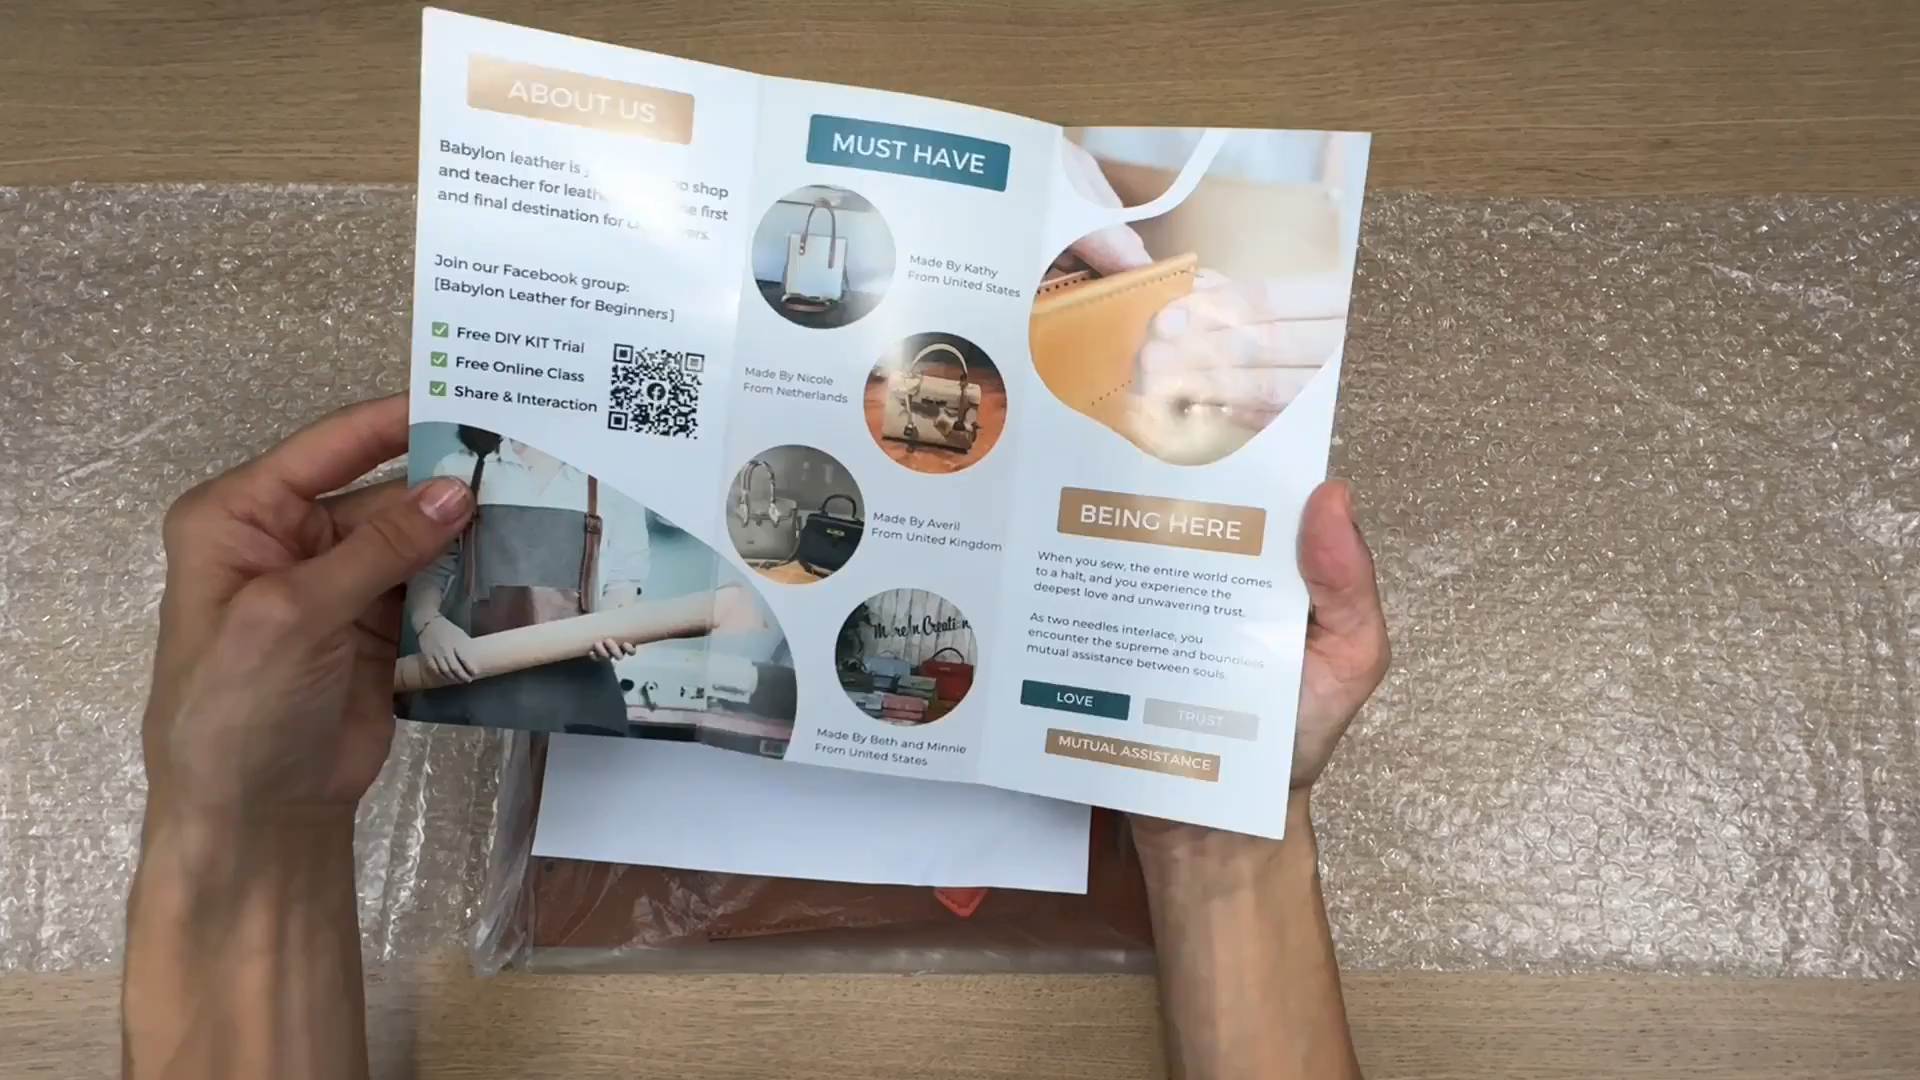 ABOUT US
Babylon leather is
shop
and teacher for
first
and final destination for
Join our Facebook group:
[Babylon Leather for Beginners]
Free DIY KIT Trial
Free Online Class
Share & Interaction
MUST HAVE
Made By Kathy
From United States
Made By Nicole
From Netherlands
Made By Averil
From United Kingdom
Creation
Made By Beth and Minnie
From United States
BEING HERE
When you sew, the entire world comes
to a halt, and you experience the
deepest love and unwavering trust.
As two needles interlace, you
encounter the supreme and boundless
mutual assistance between souls.
LOVE
TRUST
MUTUAL ASSISTANCE